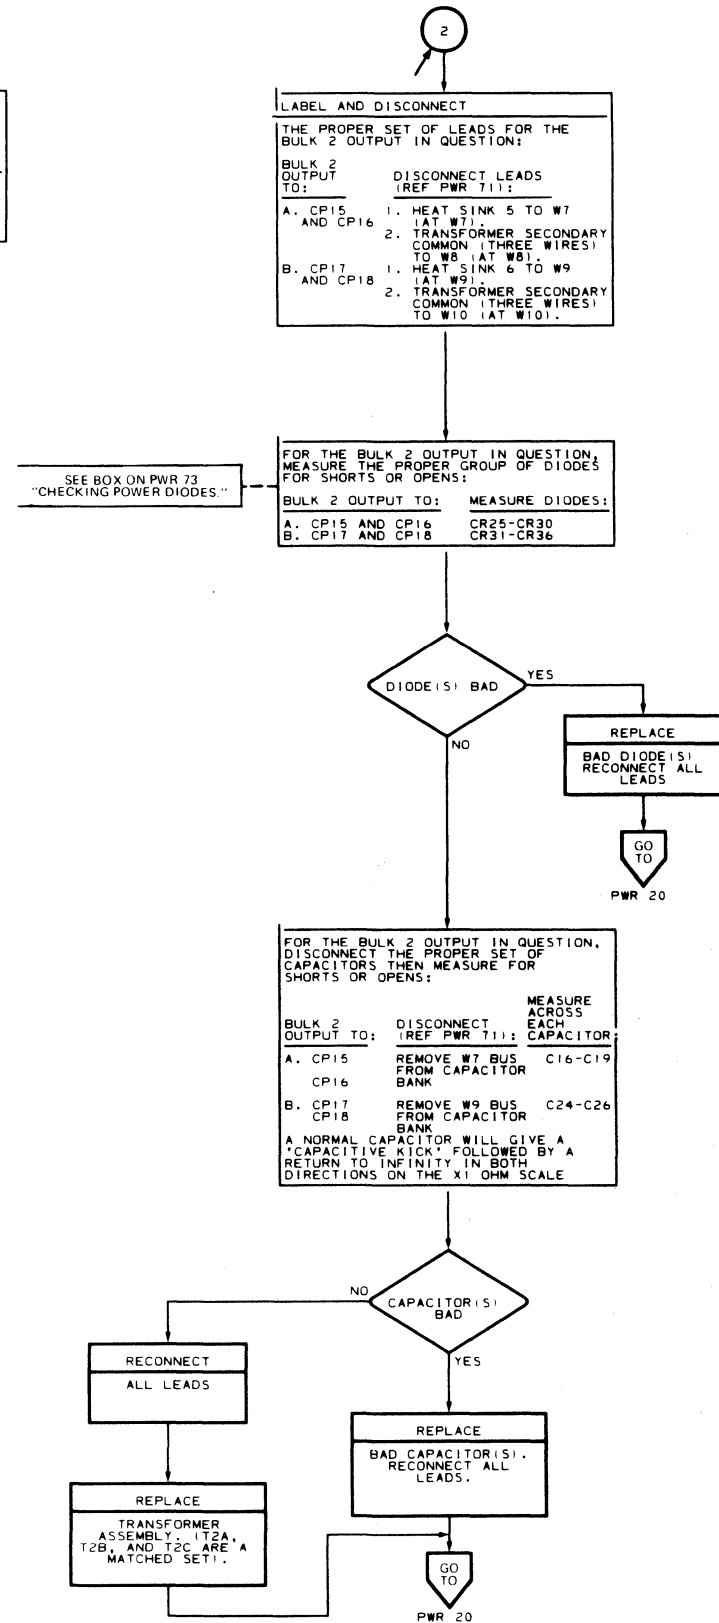 2
LABEL AND DISCONNECT
THE PROPER SET OF LEADS FOR THE
BULK 2 OUTPUT IN QUESTION:
BULK 2
OUTPUT DISCONNECT LEADS
TO: (REF PWR 71):
A. CP15 1. HEAT SINK 5 TO W7
AND CP16 (AT W7).
2. TRANSFORMER SECONDARY
COMMON (THREE WIRES)
TO W8 (AT W8).
B. CP17 1. HEAT SINK 6 TO W9
AND CP18 (AT W9).
2. TRANSFORMER SECONDARY
COMMON (THREE WIRES)
TO W10 (AT W10).
SEE BOX ON PWR 73
"CHECKING POWER DIODES."
FOR THE BULK 2 OUTPUT IN QUESTION,
MEASURE THE PROPER GROUP OF DIODES
FOR SHORTS OR OPENS:
BULK 2 OUTPUT TO: MEASURE DIODES:
A. CP15 AND CP16 CR25-CR30
B. CP17 AND CP18 CR31-CR36
DIODE(S) BAD
YES
NO
REPLACE
BAD DIODE(S)
RECONNECT ALL
LEADS
GO
TO
PWR 20
FOR THE BULK 2 OUTPUT IN QUESTION,
DISCONNECT THE PROPER SET OF
CAPACITORS THEN MEASURE FOR
SHORTS OR OPENS:
MEASURE
ACROSS
BULK 2 DISCONNECT EACH
OUTPUT TO: (REF PWR 71): CAPACITOR:
A. CP15 REMOVE W7 BUS C16-C19
FROM CAPACITOR
CP16 BANK
B. CP17 REMOVE W9 BUS C24-C26
CP18 FROM CAPACITOR
BANK
A NORMAL CAPACITOR WILL GIVE A
'CAPACITIVE KICK' FOLLOWED BY A
RETURN TO INFINITY IN BOTH
DIRECTIONS ON THE X1 OHM SCALE
CAPACITOR(S)
BAD
NO
YES
RECONNECT
ALL LEADS
REPLACE
BAD CAPACITOR(S).
RECONNECT ALL
LEADS.
REPLACE
TRANSFORMER
ASSEMBLY. (T2A,
T2B, AND T2C ARE A
MATCHED SET).
GO
TO
PWR 20